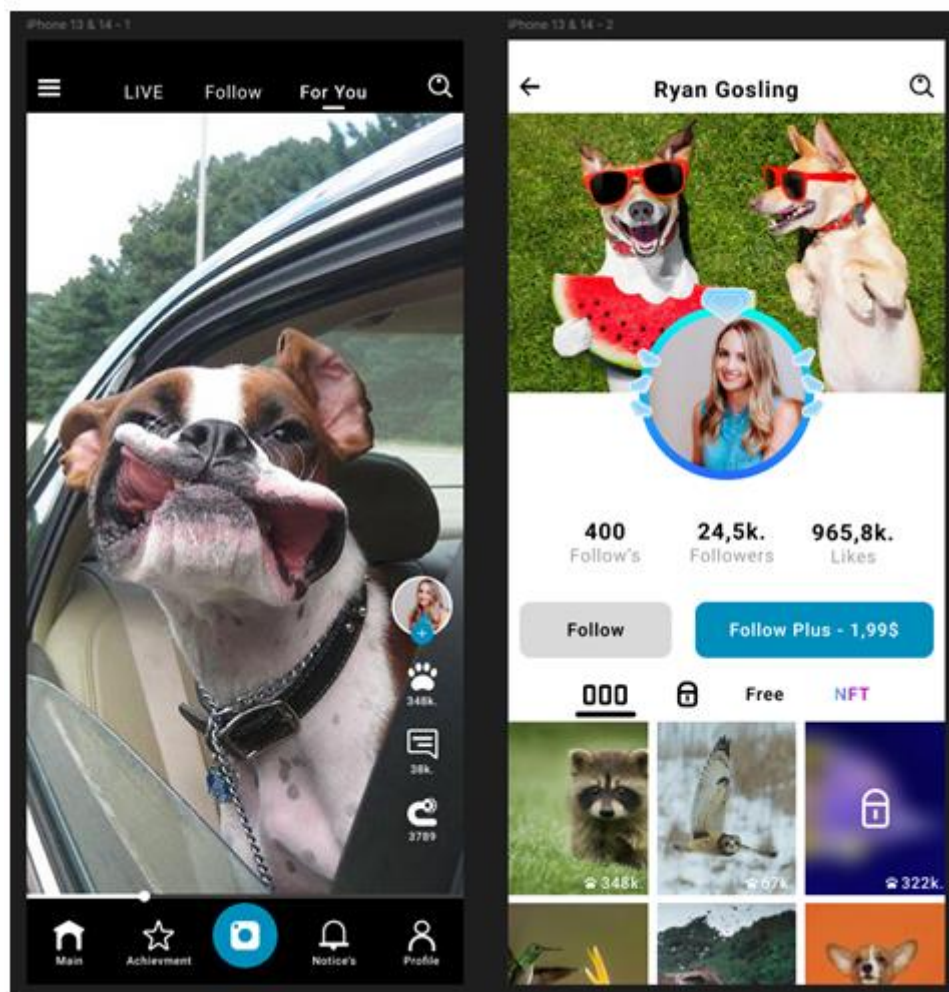 iPhone 13 & 14 - 1
LIVE Follow For You
348k.
38k.
3789
Main Achievment Notice's Profile
iPhone 13 & 14 - 2
Ryan Gosling
400 24,5k. 965,8k.
Follow's Followers Likes
Follow Follow Plus - 1,99$
Free NFT
348k. 67k. 322k.